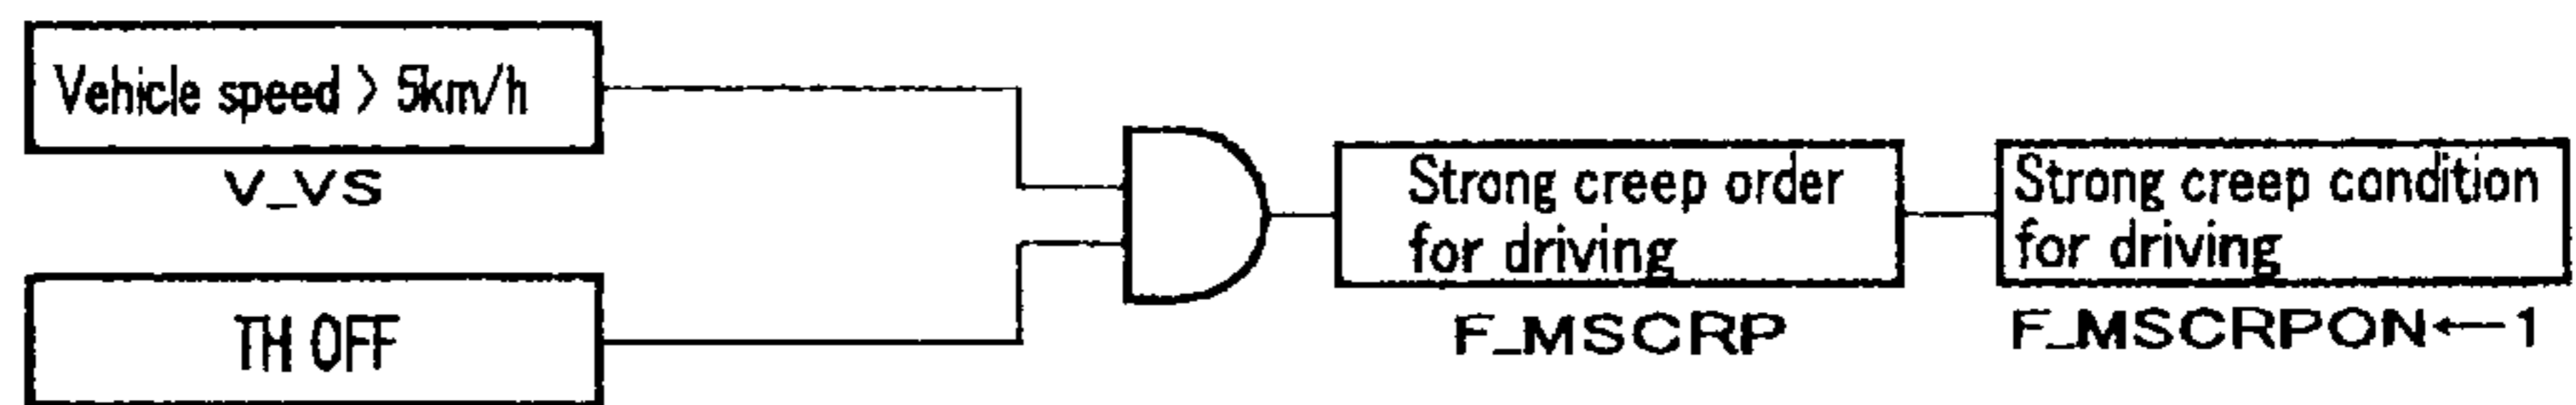 Vehicle speed > 5km/h
V_VS
TH OFF
Strong creep order
for driving
F_MSCRP
Strong creep condition
for driving
F_MSCRPON←1